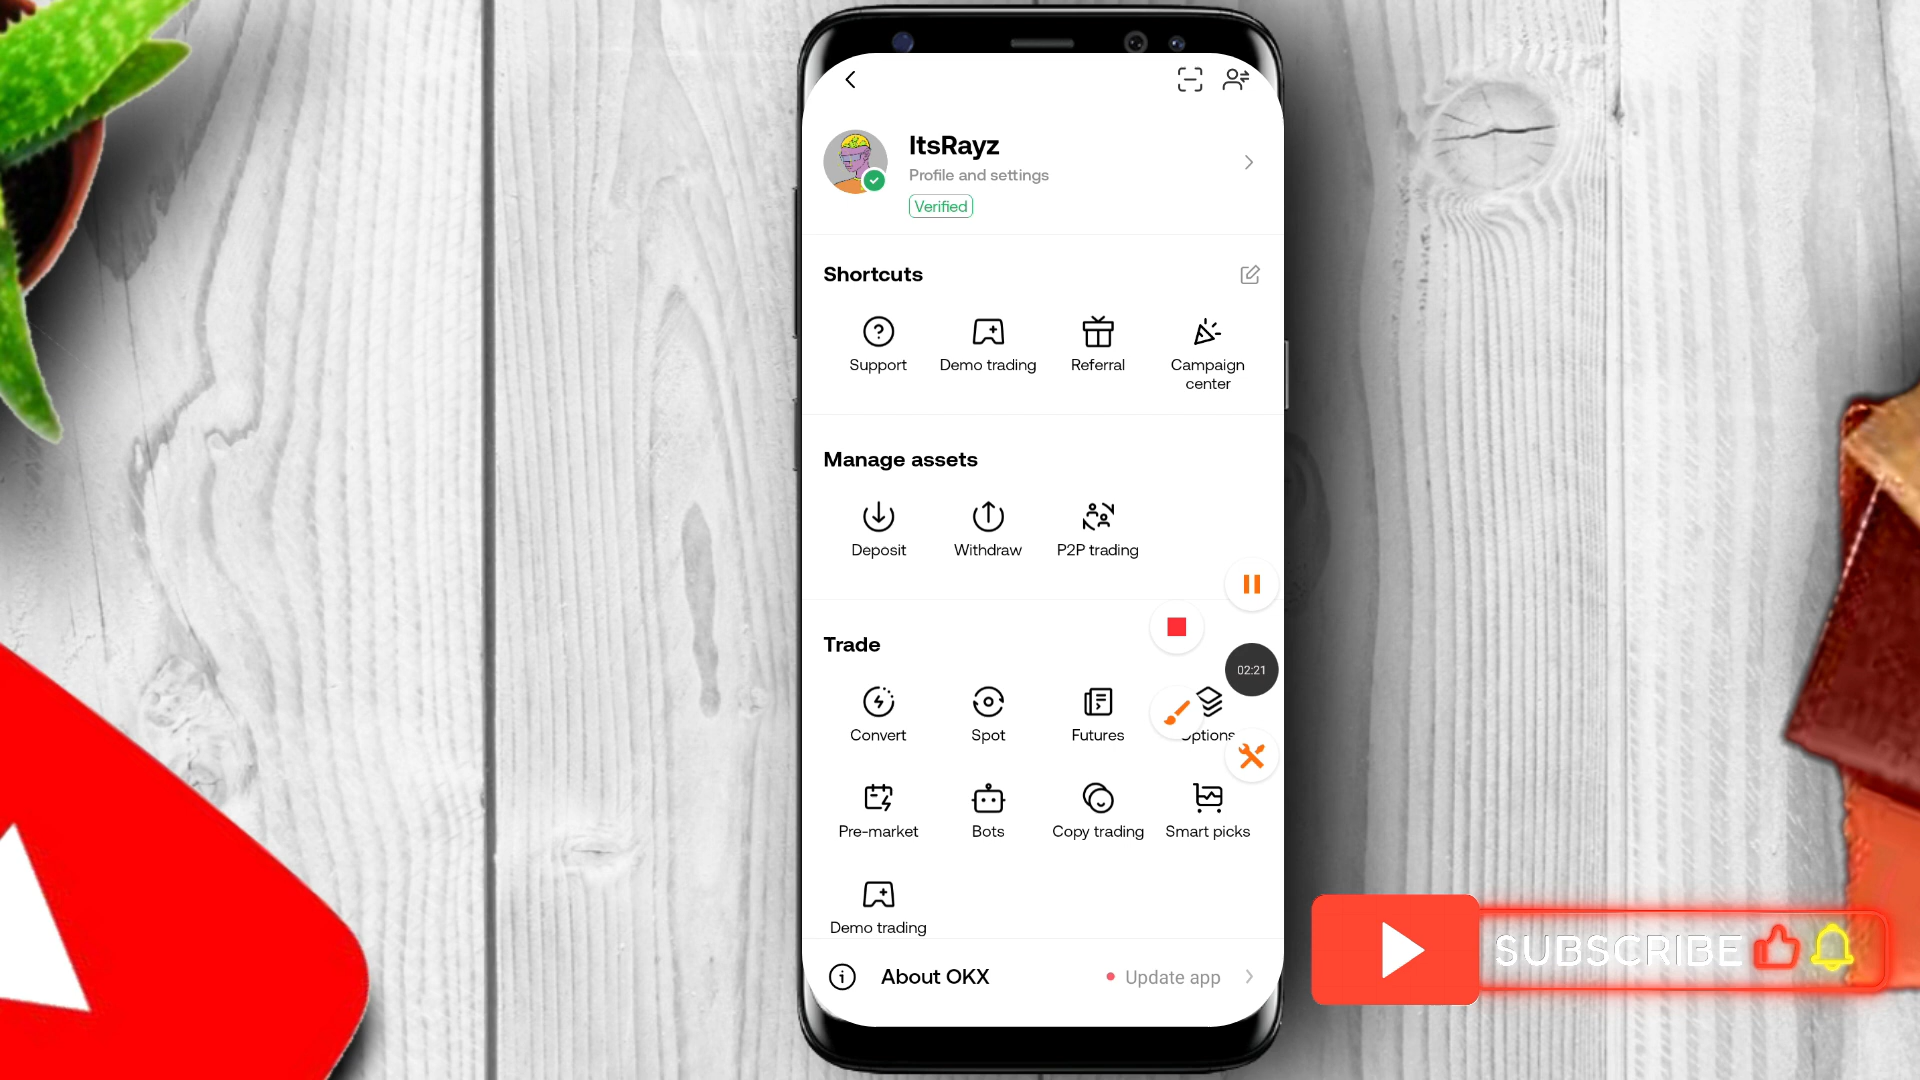 ItsRayz
Profile and settings
Verified
Shortcuts
Support
Demo trading
Referral
Campaign
center
Manage assets
Deposit
Withdraw
P2P trading
02:21
Trade
Convert
Spot
Futures
Options
Pre-market
Bots
Copy trading
Smart picks
Demo trading
About OKX
Update app
SUBSCRIBE